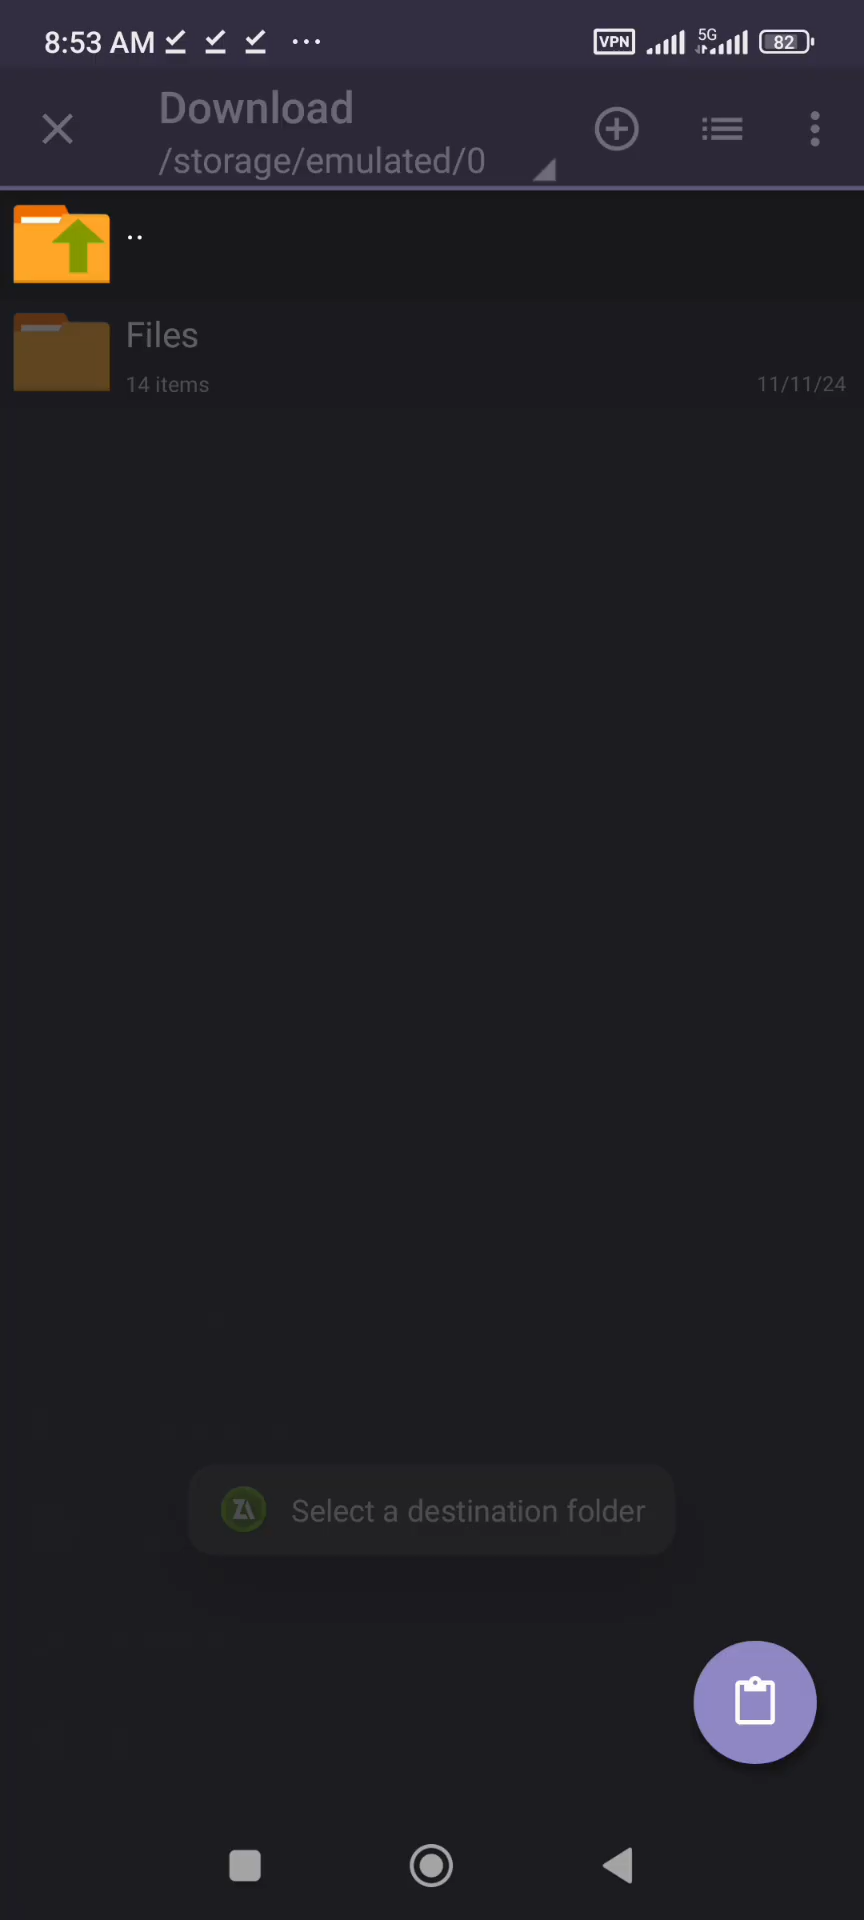 8:53 AM
VPN 5G 82
Download
/storage/emulated/0
..
Files
14 items 11/11/24
ZA Select a destination folder